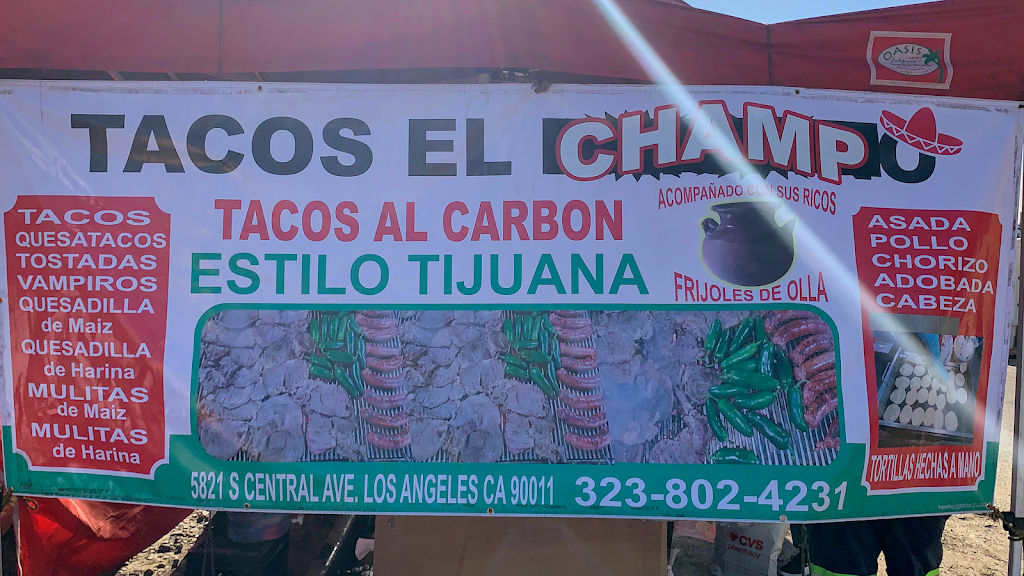 OASIS
TACOS EL CHAMPO
TACOS AL CARBON
ESTILO TIJUANA
ACOMPAÑADO CON SUS RICOS
FRIJOLES DE OLLA
TACOS
QUESATACOS
TOSTADAS
VAMPIROS
QUESADILLA
de Maiz
QUESADILLA
de Harina
MULITAS
de Maiz
MULITAS
de Harina
ASADA
POLLO
CHORIZO
ADOBADA
CABEZA
TORTILLAS HECHAS A MANO
5821 S CENTRAL AVE. LOS ANGELES CA 90011 323-802-4231
CVS
pharmacy